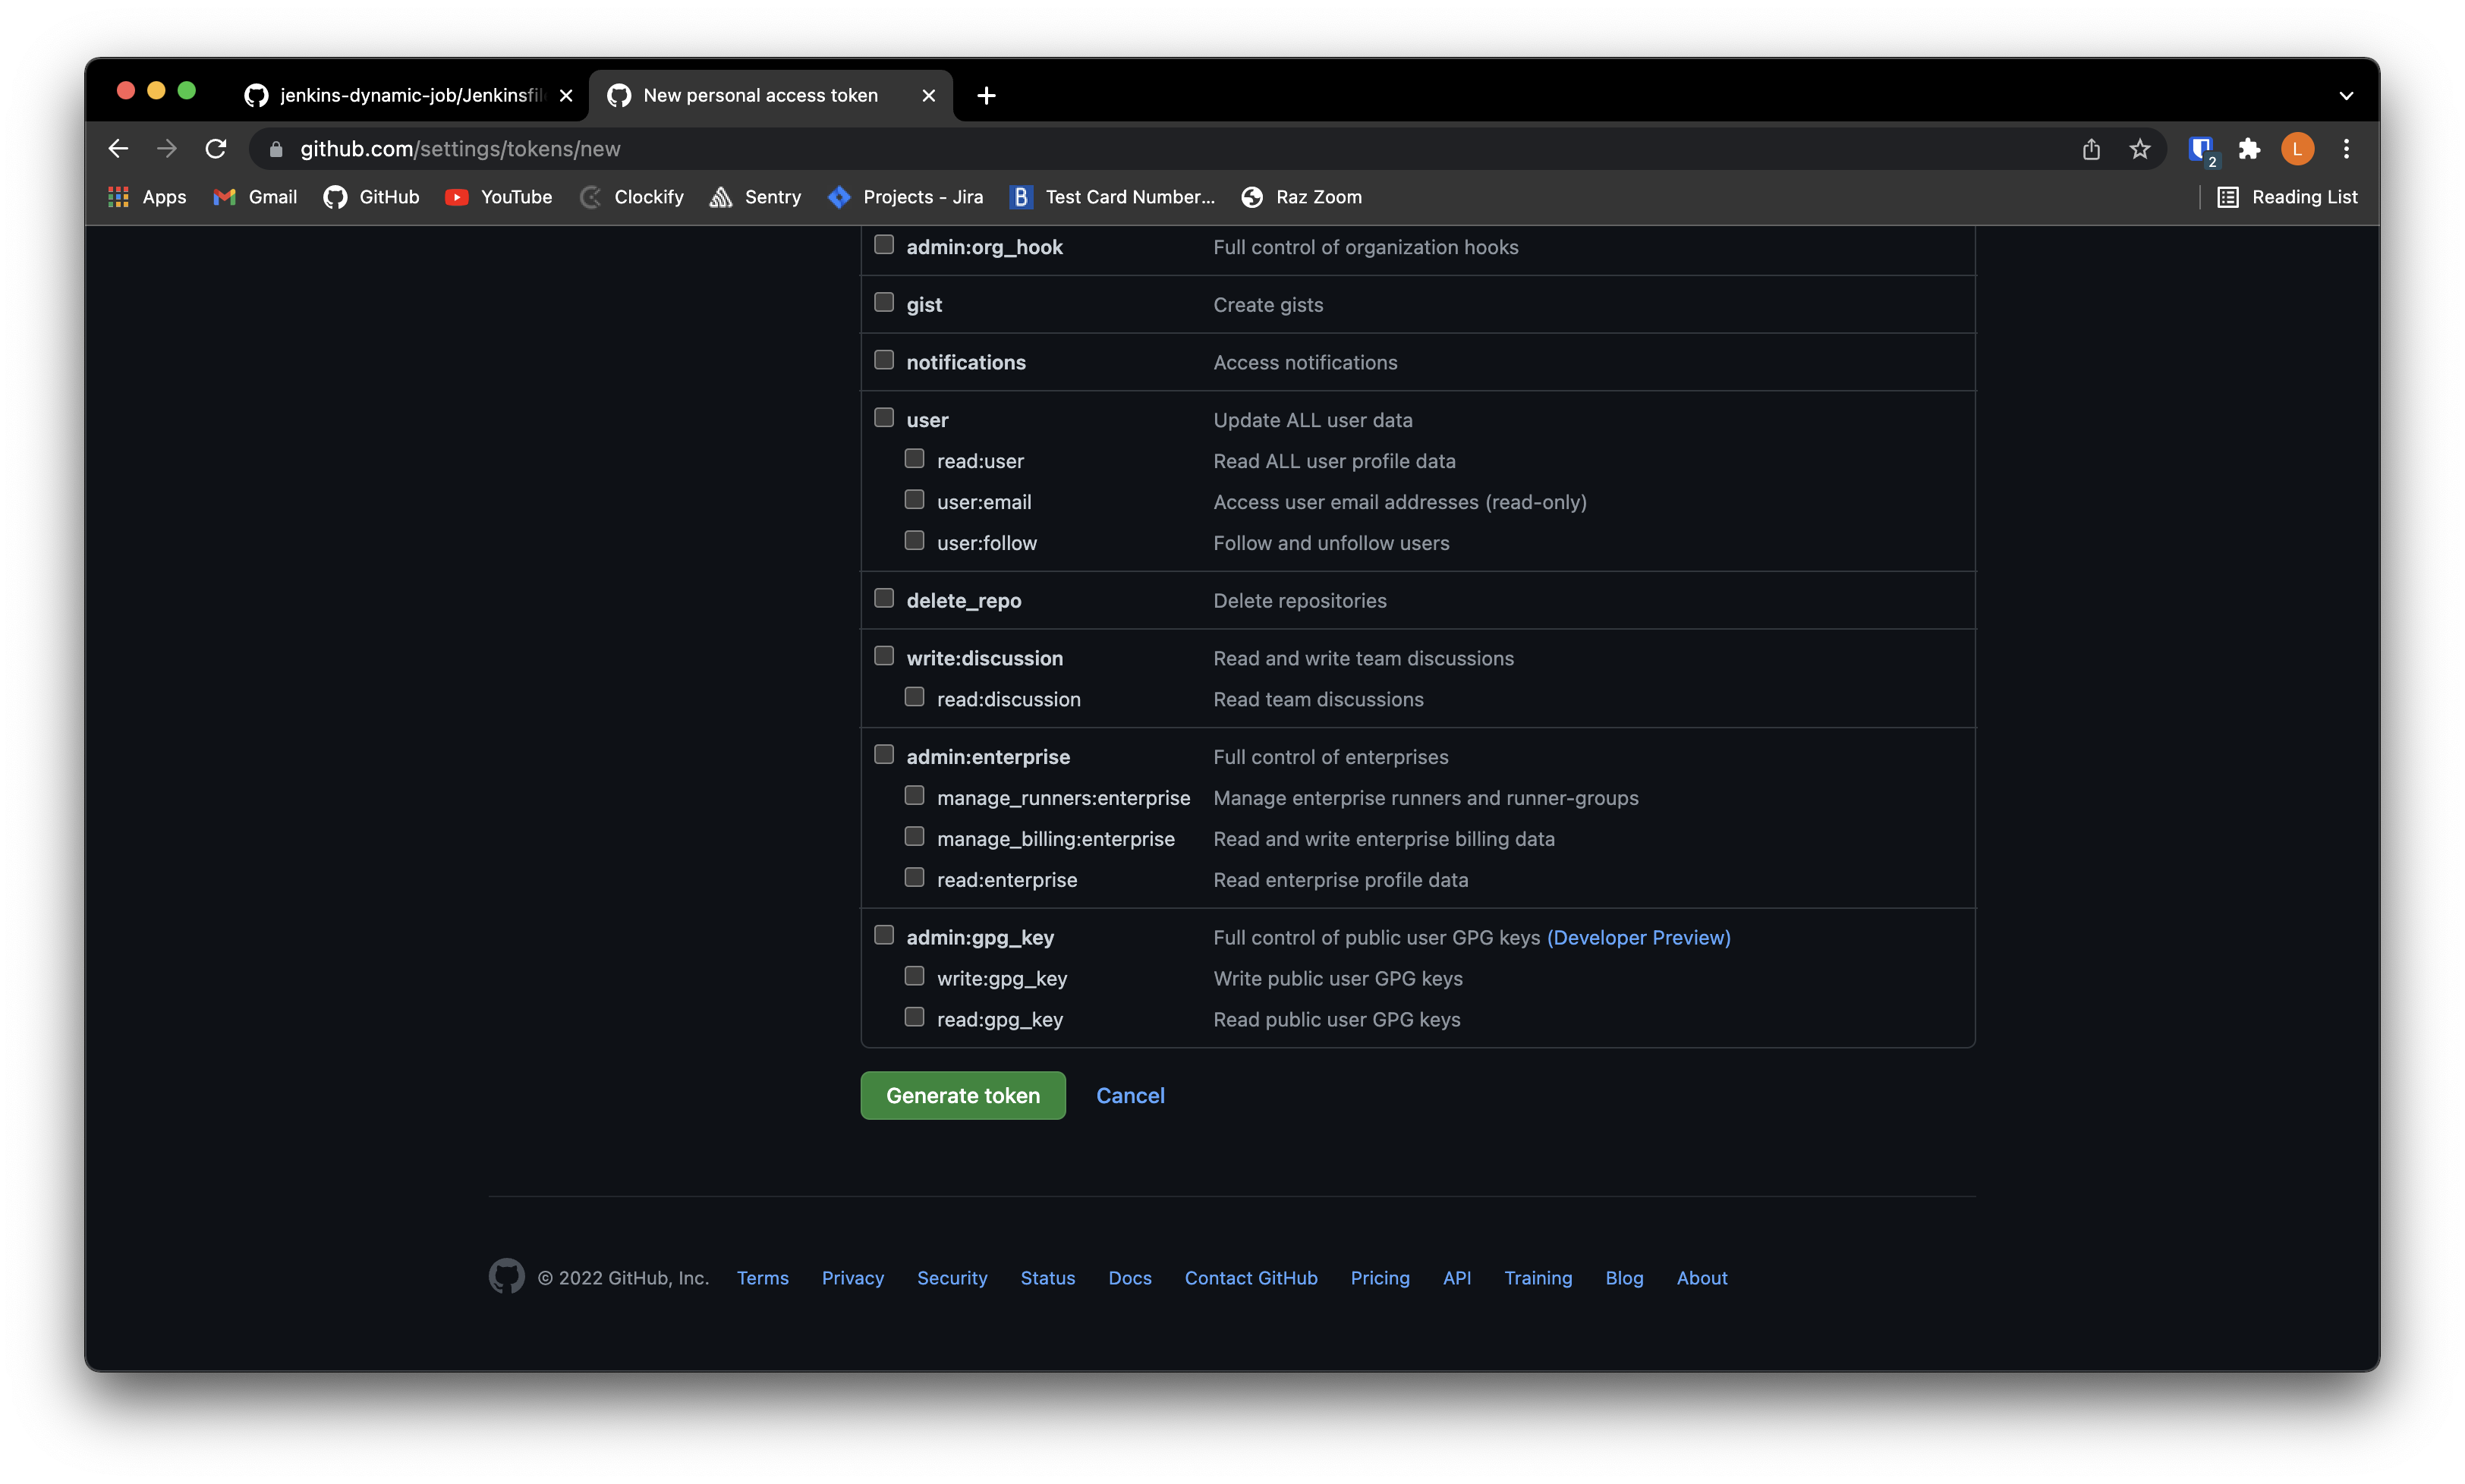 jenkins-dynamic-job/Jenkinsfil
New personal access token
github.com/settings/tokens/new
2
L
Apps
Gmail
GitHub
YouTube
Clockify
Sentry
Projects - Jira
B
Test Card Number...
Raz Zoom
Reading List
admin:org_hook Full control of organization hooks
gist Create gists
notifications Access notifications
user Update ALL user data
read:user Read ALL user profile data
user:email Access user email addresses (read-only)
user:follow Follow and unfollow users
delete_repo Delete repositories
write:discussion Read and write team discussions
read:discussion Read team discussions
admin:enterprise Full control of enterprises
manage_runners:enterprise Manage enterprise runners and runner-groups
manage_billing:enterprise Read and write enterprise billing data
read:enterprise Read enterprise profile data
admin:gpg_key Full control of public user GPG keys (Developer Preview)
write:gpg_key Write public user GPG keys
read:gpg_key Read public user GPG keys
Generate token Cancel
© 2022 GitHub, Inc. Terms Privacy Security Status Docs Contact GitHub Pricing API Training Blog About